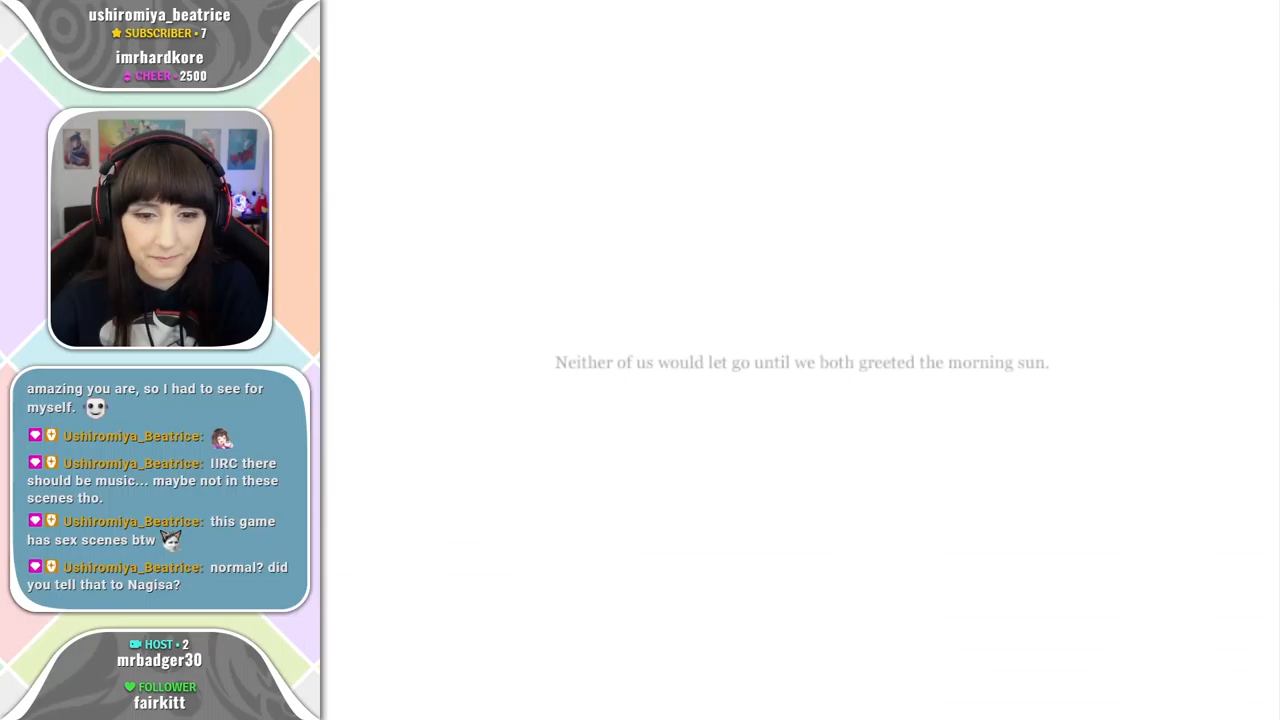 ushiromiya_beatrice
SUBSCRIBER • 7
imrhardkore
CHEER • 2500
amazing you are, so I had to see for
myself.
Ushiromiya_Beatrice:
Ushiromiya_Beatrice: IIRC there
should be music... maybe not in these
scenes tho.
Ushiromiya_Beatrice: this game
has sex scenes btw
Ushiromiya_Beatrice: normal? did
you tell that to Nagisa?
HOST • 2
mrbadger30
FOLLOWER
fairkitt
Neither of us would let go until we both greeted the morning sun.